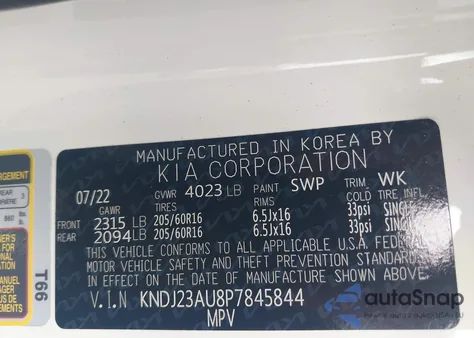 MANUFACTURED IN KOREA BY
KIA CORPORATION
07/22 GVWR 4023 LB PAINT SWP TRIM WK
GAWR TIRES RIMS COLD TIRE INFL.
FRONT 2315 LB 205/60R16 6.5Jx16 33psi
REAR 2094 LB 205/60R16 6.5Jx16 33psi
THIS VEHICLE CONFORMS TO ALL APPLICABLE U.S.A. FEDERAL
MOTOR VEHICLE SAFETY AND THEFT PREVENTION
IN EFFECT ON THE DATE OF MANUFACTURE SHOWN
V.I.N KNDJ23AU8P7845844
MPV
T66
REAR
autoSnap